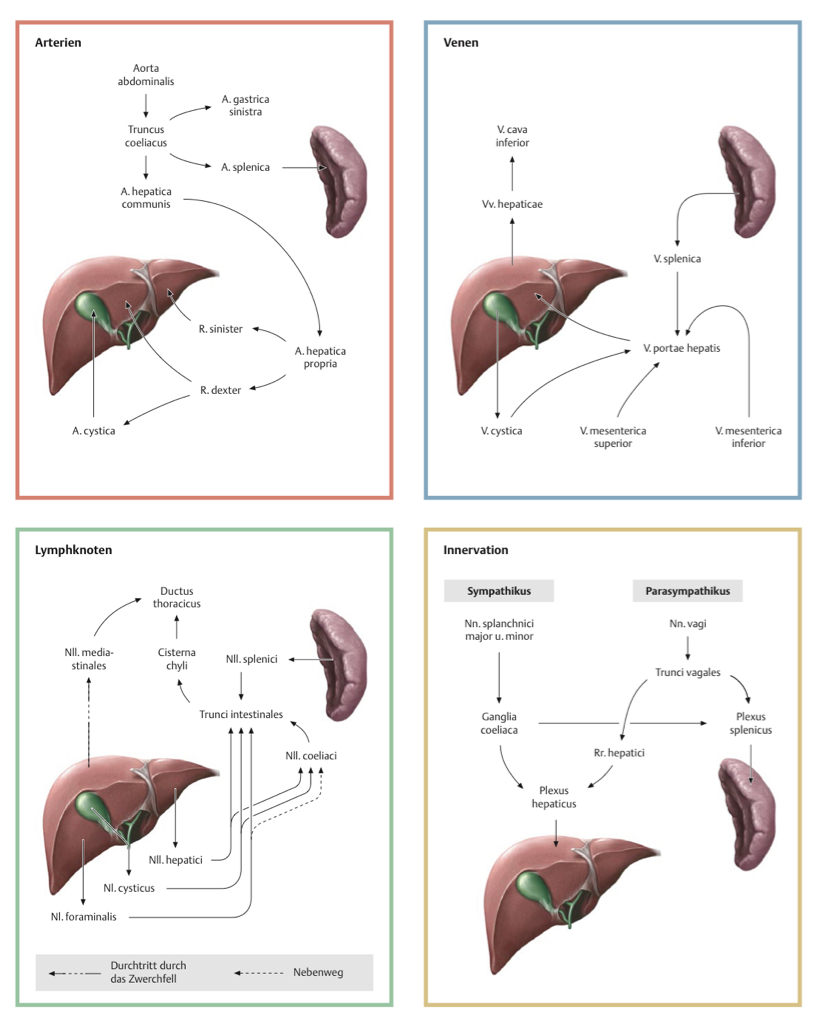 Arterien
Aorta
abdominalis
A. gastrica
sinistra
Truncus
coeliacus
A. splenica
A. hepatica
communis
R. sinister
A. hepatica
propria
R. dexter
A. cystica
Venen
V. cava
inferior
Vv. hepaticae
V. splenica
V. portae hepatis
V. cystica
V. mesenterica
superior
V. mesenterica
inferior
Lymphknoten
Ductus
thoracicus
Nll. media-
stinales
Cisterna
chyli
Nll. splenici
Trunci intestinales
Nll. coeliaci
Nll. hepatici
Nl. cysticus
Nl. foraminalis
Durchtritt durch
das Zwerchfell
Nebenweg
Innervation
Sympathikus
Parasympathikus
Nn. splanchnici
major u. minor
Nn. vagi
Trunci vagales
Ganglia
coeliaca
Plexus
splenicus
Rr. hepatici
Plexus
hepaticus